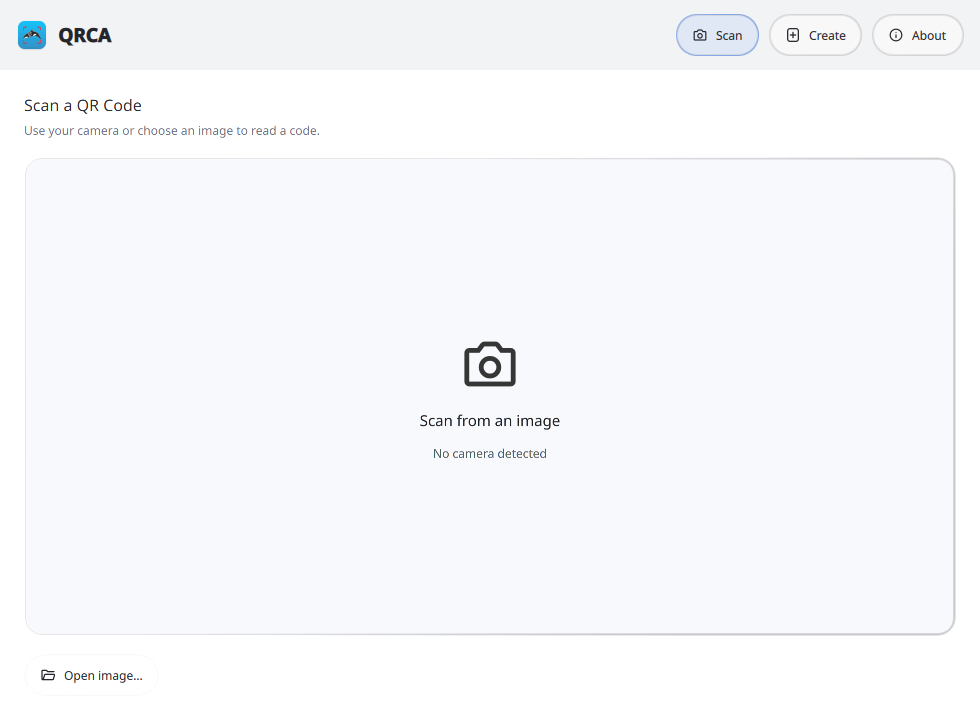 QRCA
Scan
Create
About
Scan a QR Code
Use your camera or choose an image to read a code.
Scan from an image
No camera detected
Open image...